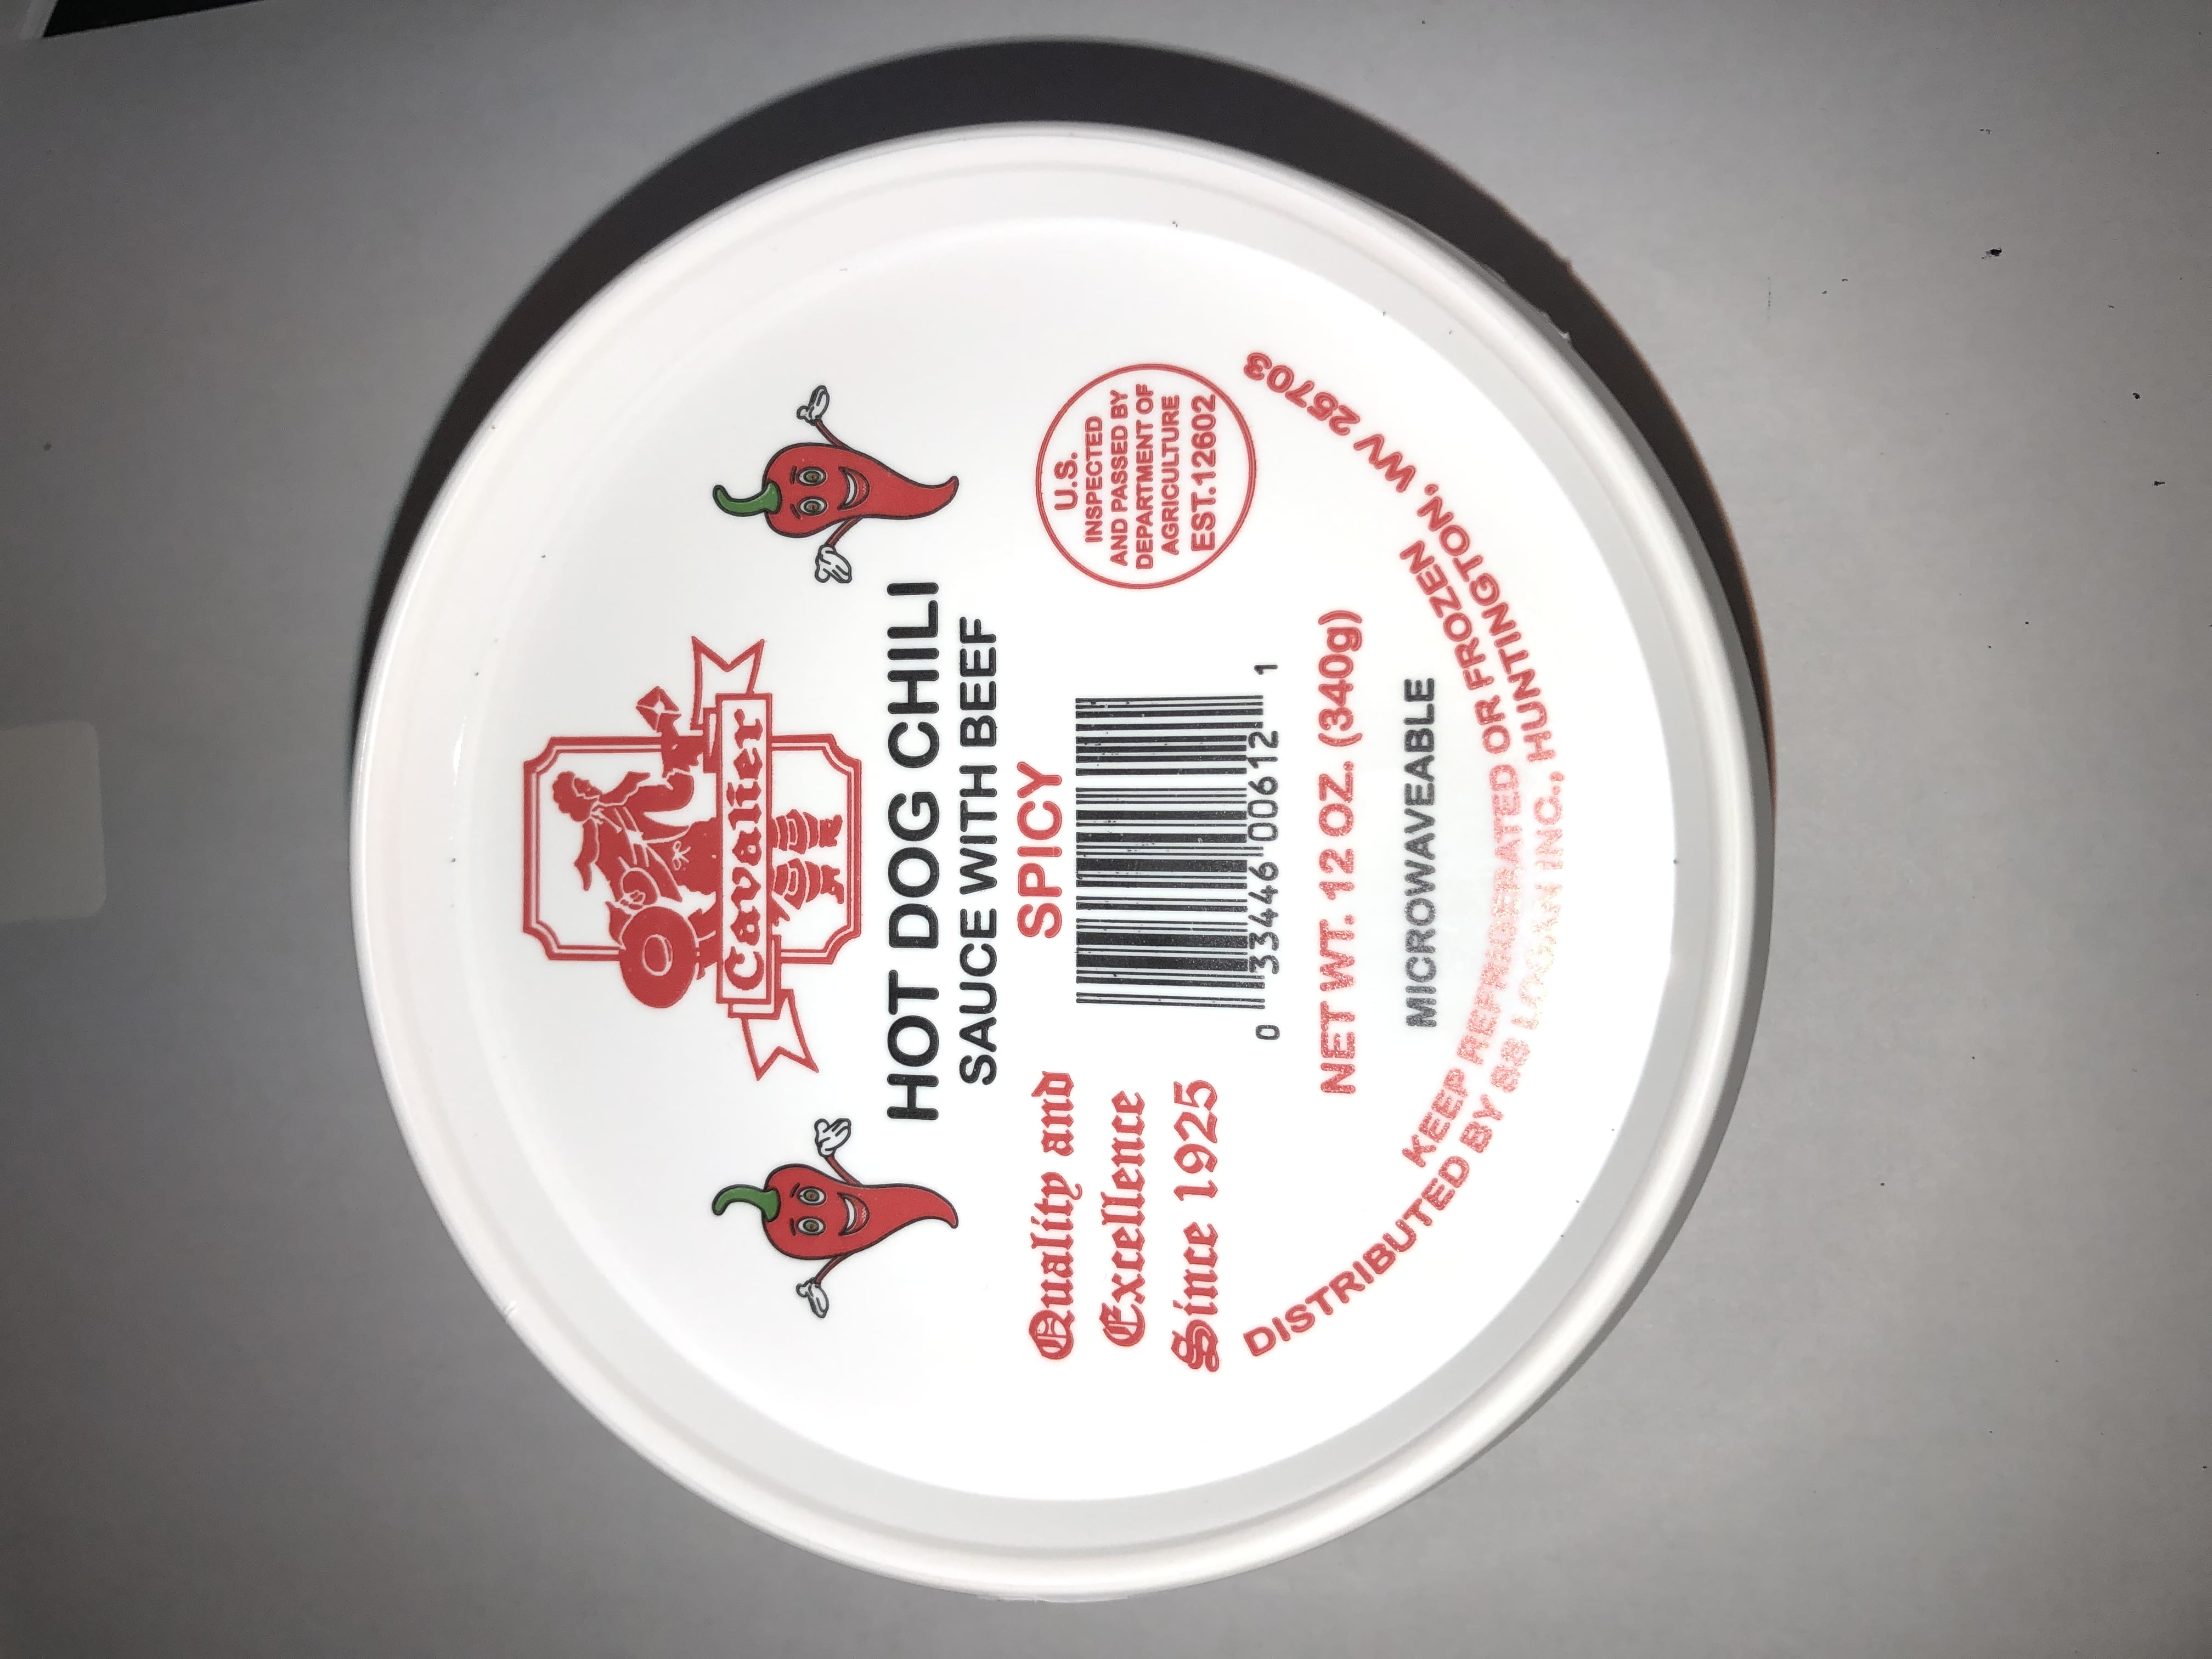 Cavalier
HOT DOG CHILI
SAUCE WITH BEEF
SPICY
Quality and
Excellence
Since 1925
0 33446 00612 1
U.S.
INSPECTED
AND PASSED BY
DEPARTMENT OF
AGRICULTURE
EST.12602
NET WT. 12 OZ. (340g)
MICROWAVEABLE
KEEP REFRIGERATED OR FROZEN
DISTRIBUTED BY S.S. LOGAN INC., HUNTINGTON, WV 25703